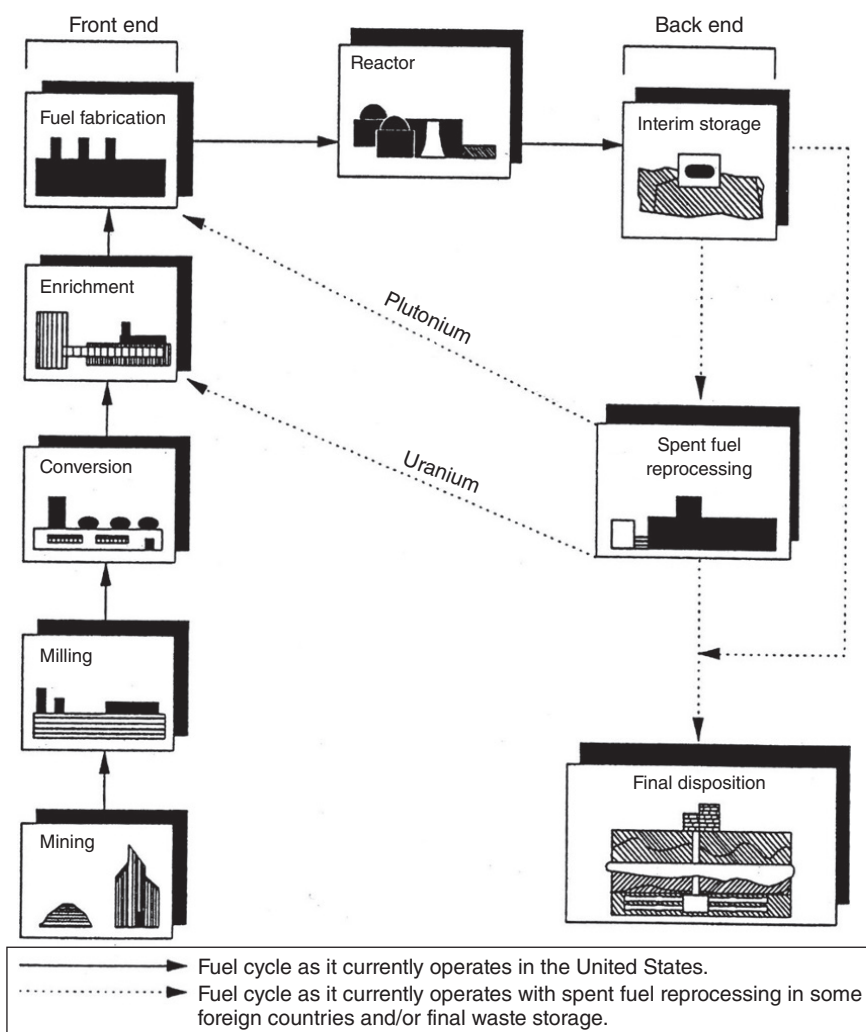 Front end
Back end
Reactor
Fuel fabrication
Interim storage
Enrichment
Plutonium
Conversion
Uranium
Spent fuel
reprocessing
Milling
Final disposition
Mining
Fuel cycle as it currently operates in the United States.
Fuel cycle as it currently operates with spent fuel reprocessing in some
foreign countries and/or final waste storage.